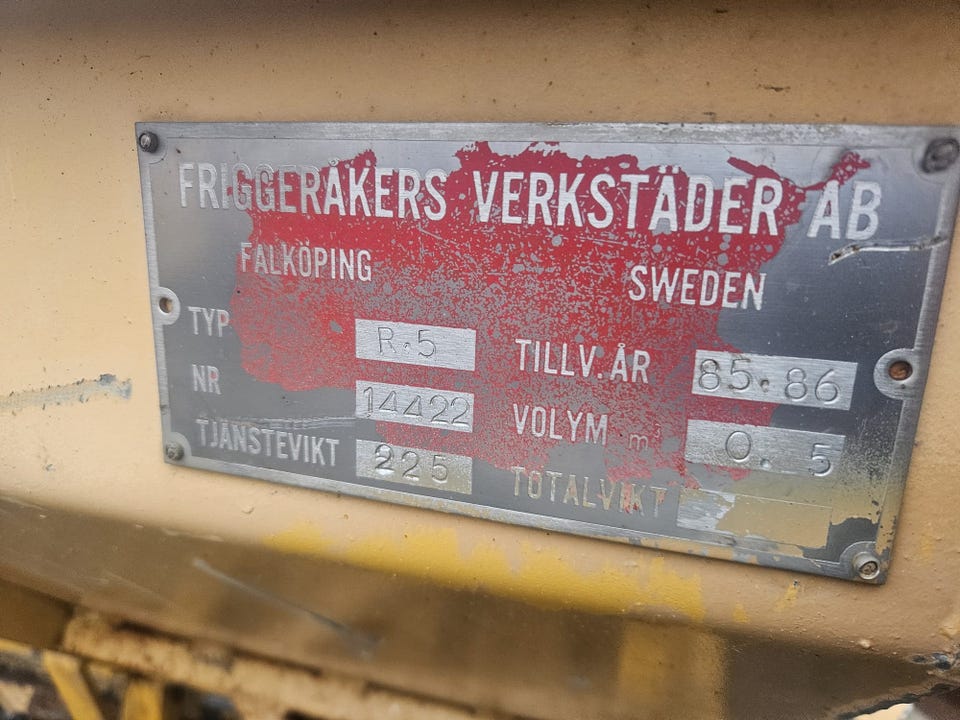 FRIGGERÅKERS VERKSTÄDER AB
FALKÖPING SWEDEN
TYP R.5 TILLV.ÅR 85.86
NR 14422 VOLYM m³ 0.5
TJÄNSTEVIKT 225 TOTALVIKT